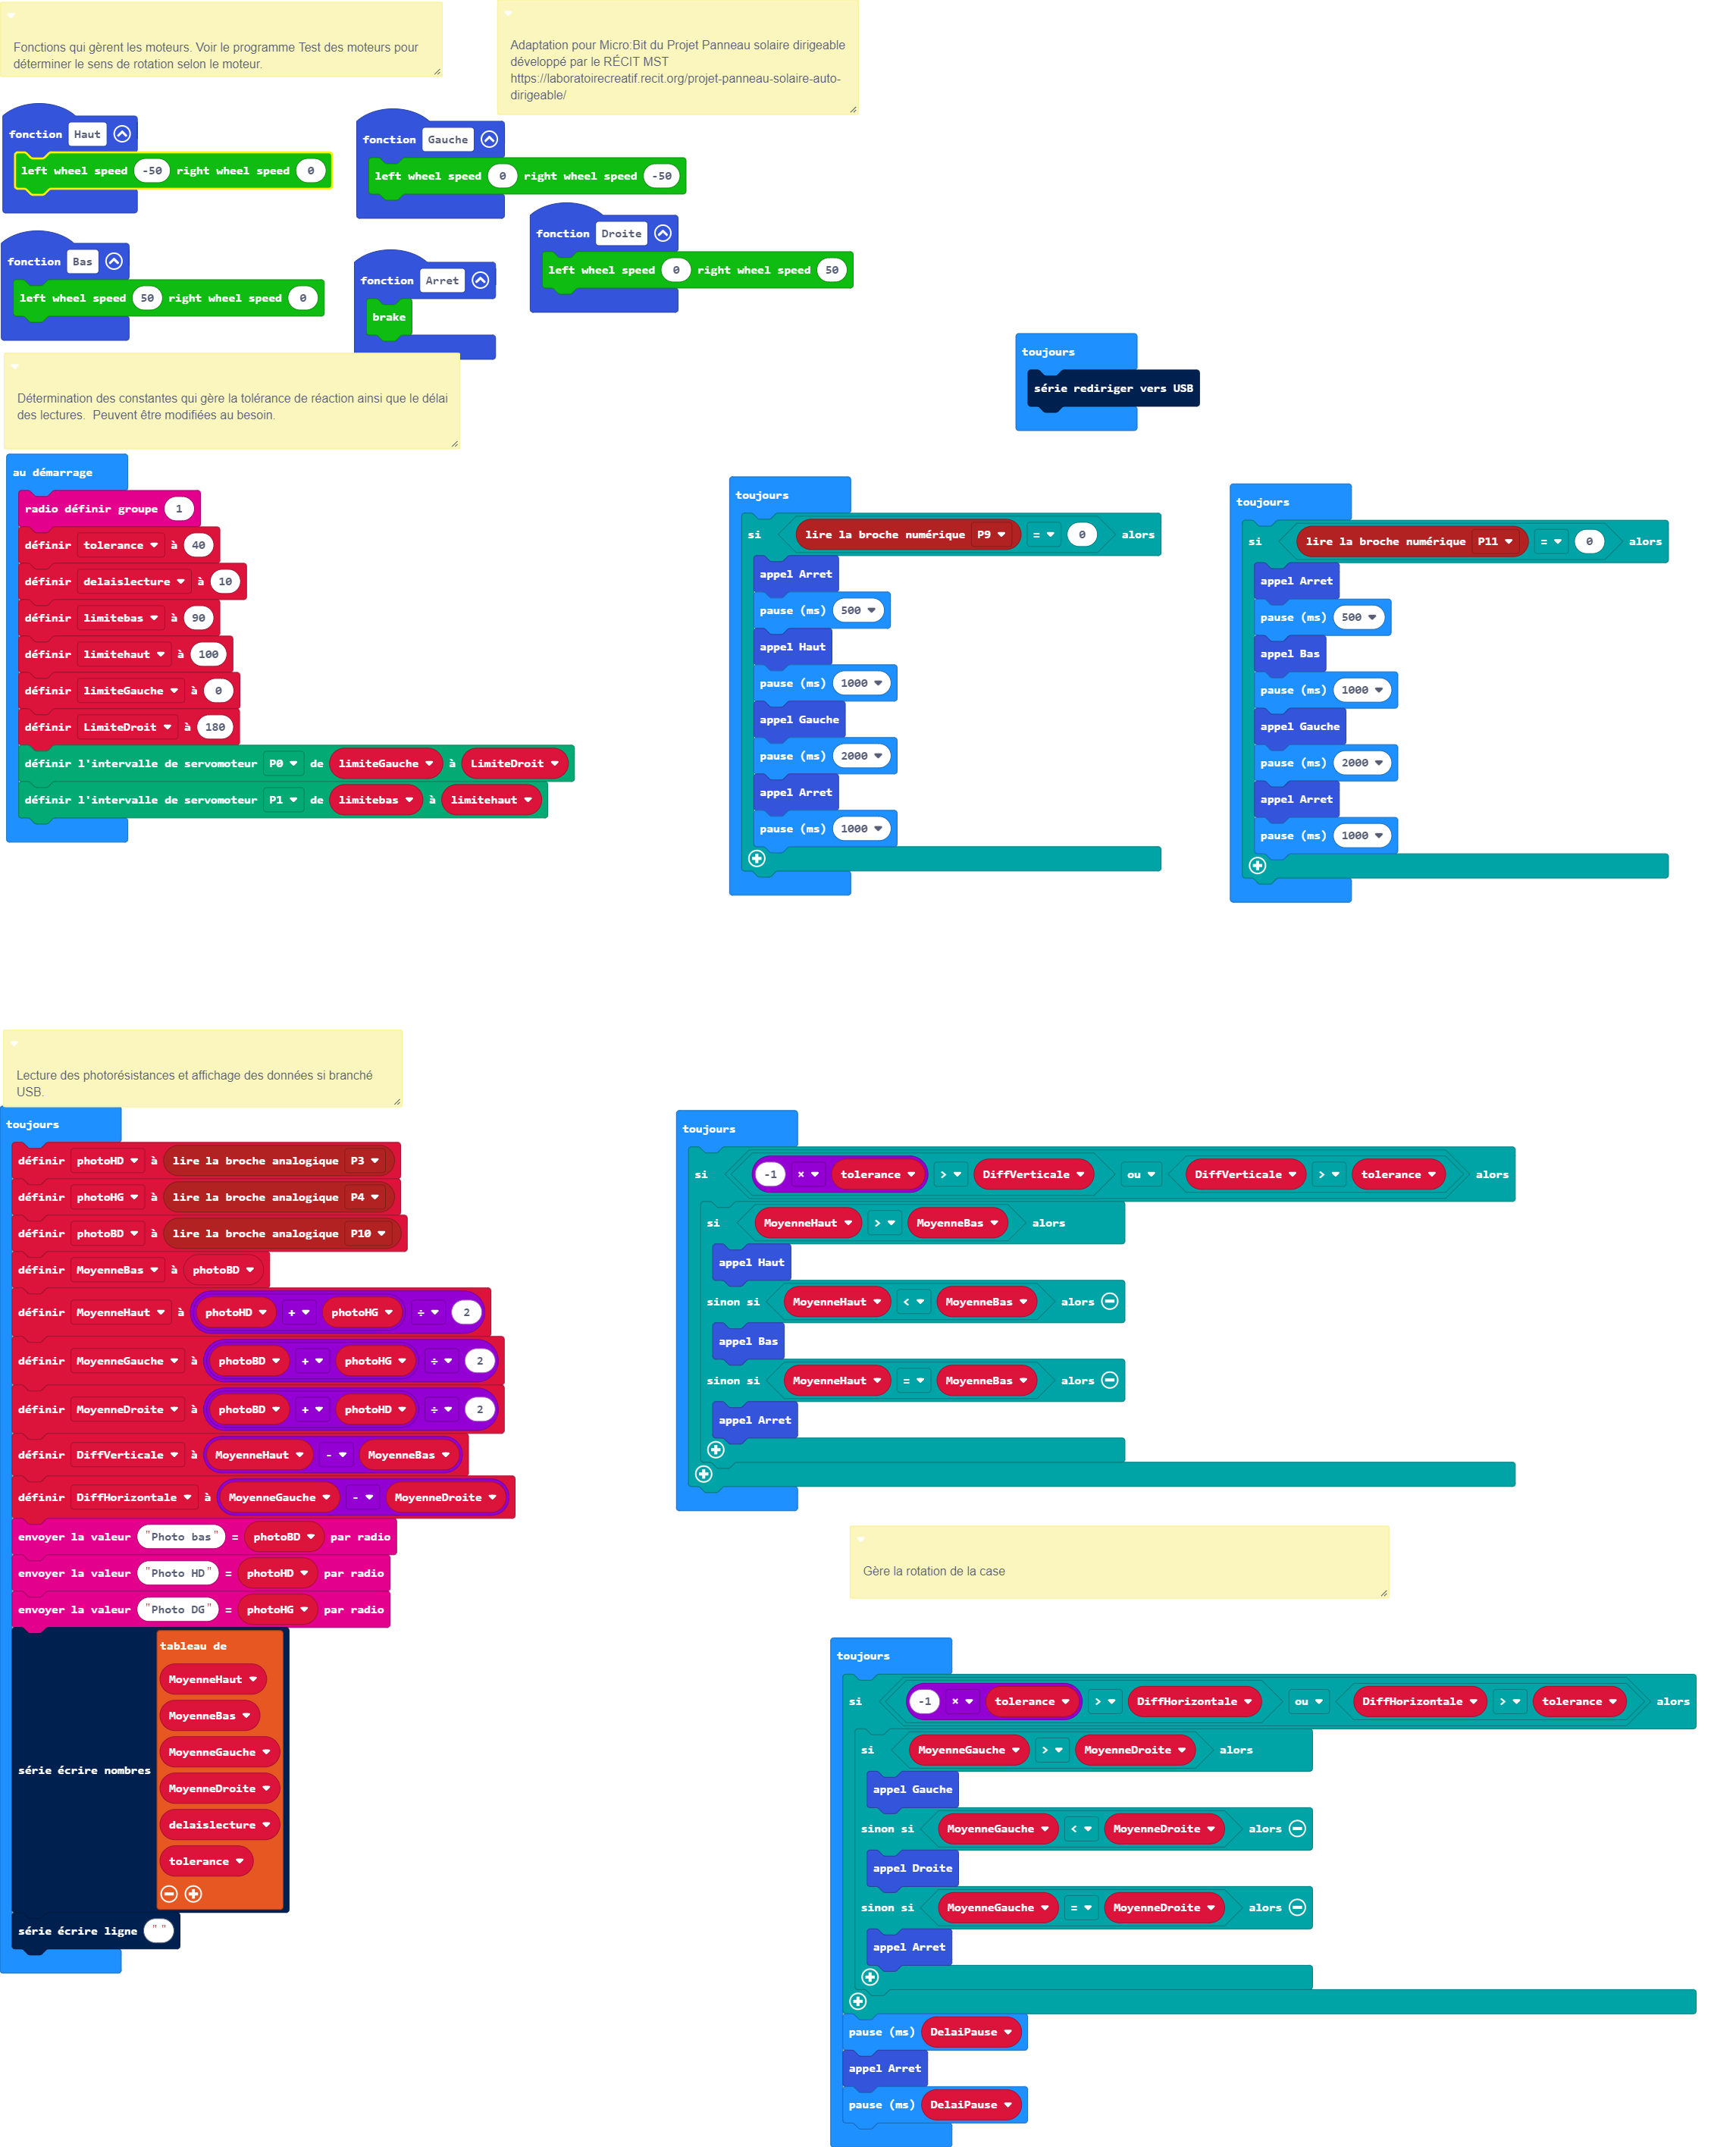 Fonctions qui gèrent les moteurs. Voir le programme Test des moteurs pour
déterminer le sens de rotation selon le moteur.
Adaptation pour Micro:Bit du Projet Panneau solaire dirigeable
développé par le RÉCIT MST
https://laboratoirecreatif.recit.org/projet-panneau-solaire-auto-
dirigeable/
fonction Haut
left wheel speed -50 right wheel speed 0
fonction Gauche
left wheel speed 0 right wheel speed -50
fonction Droite
left wheel speed 0 right wheel speed 50
fonction Bas
left wheel speed 50 right wheel speed 0
fonction Arret
brake
toujours
série rediriger vers USB
Détermination des constantes qui gère la tolérance de réaction ainsi que le délai
des lectures.  Peuvent être modifiées au besoin.
au démarrage
radio définir groupe 1
définir tolerance à 40
définir delaislecture à 10
définir limitebas à 90
définir limitehaut à 100
définir limiteGauche à 0
définir LimiteDroit à 180
définir l'intervalle de servomoteur P0 de limiteGauche à LimiteDroit
définir l'intervalle de servomoteur P1 de limitebas à limitehaut
toujours
si lire la broche numérique P9 = 0 alors
appel Arret
pause (ms) 500
appel Haut
pause (ms) 1000
appel Gauche
pause (ms) 2000
appel Arret
pause (ms) 1000
toujours
si lire la broche numérique P11 = 0 alors
appel Arret
pause (ms) 500
appel Bas
pause (ms) 1000
appel Gauche
pause (ms) 2000
appel Arret
pause (ms) 1000
Lecture des photorésistances et affichage des données si branché
USB.
toujours
définir photoHD à lire la broche analogique P3
définir photoHG à lire la broche analogique P4
définir photoBD à lire la broche analogique P10
définir MoyenneBas à photoBD
définir MoyenneHaut à photoHD + photoHG ÷ 2
définir MoyenneGauche à photoBD + photoHG ÷ 2
définir MoyenneDroite à photoBD + photoHD ÷ 2
définir DiffVerticale à MoyenneHaut - MoyenneBas
définir DiffHorizontale à MoyenneGauche - MoyenneDroite
envoyer la valeur "Photo bas" = photoBD par radio
envoyer la valeur "Photo HD" = photoHD par radio
envoyer la valeur "Photo DG" = photoHG par radio
série écrire nombres tableau de
MoyenneHaut
MoyenneBas
MoyenneGauche
MoyenneDroite
delaislecture
tolerance
série écrire ligne " "
toujours
si -1 × tolerance > DiffVerticale ou DiffVerticale > tolerance alors
si MoyenneHaut > MoyenneBas alors
appel Haut
sinon si MoyenneHaut < MoyenneBas alors
appel Bas
sinon si MoyenneHaut = MoyenneBas alors
appel Arret
Gère la rotation de la case
toujours
si -1 × tolerance > DiffHorizontale ou DiffHorizontale > tolerance alors
si MoyenneGauche > MoyenneDroite alors
appel Gauche
sinon si MoyenneGauche < MoyenneDroite alors
appel Droite
sinon si MoyenneGauche = MoyenneDroite alors
appel Arret
pause (ms) DelaiPause
appel Arret
pause (ms) DelaiPause